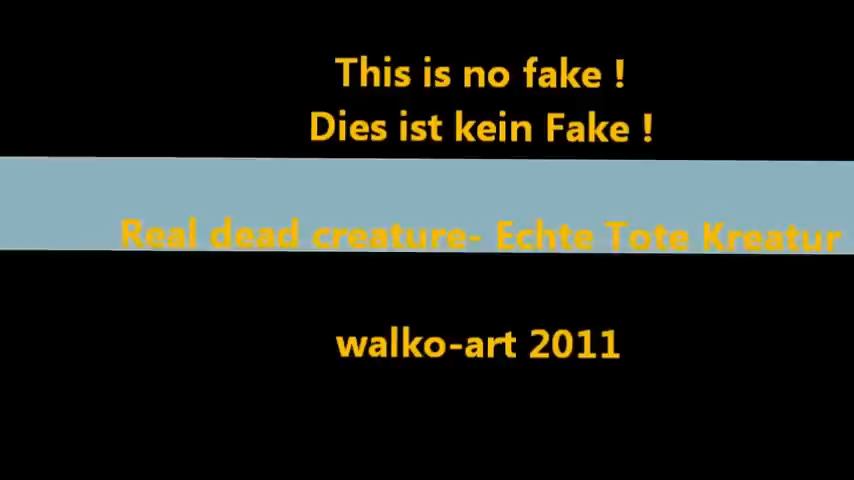 This is no fake !
Dies ist kein Fake !
Real dead creature- Echte Tote Kreatur
walko-art 2011